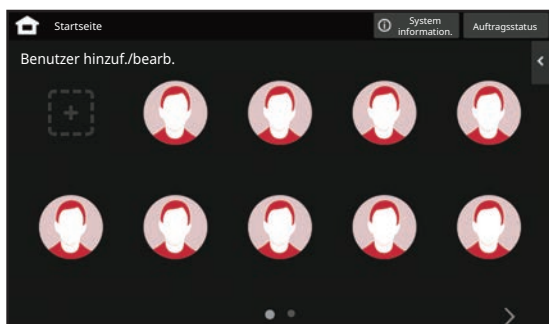 Startseite
System
information.
Auftragsstatus
Benutzer hinzuf./bearb.